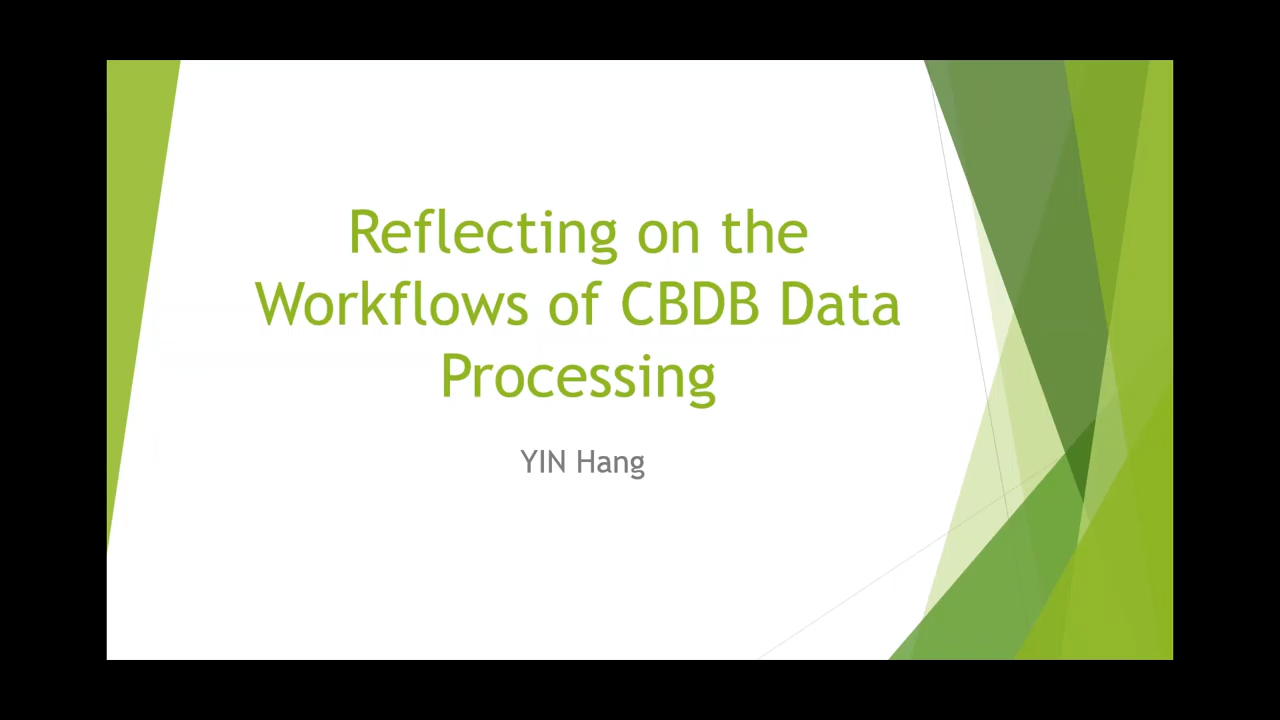 Reflecting on the
Workflows of CBDB Data
Processing
YIN Hang